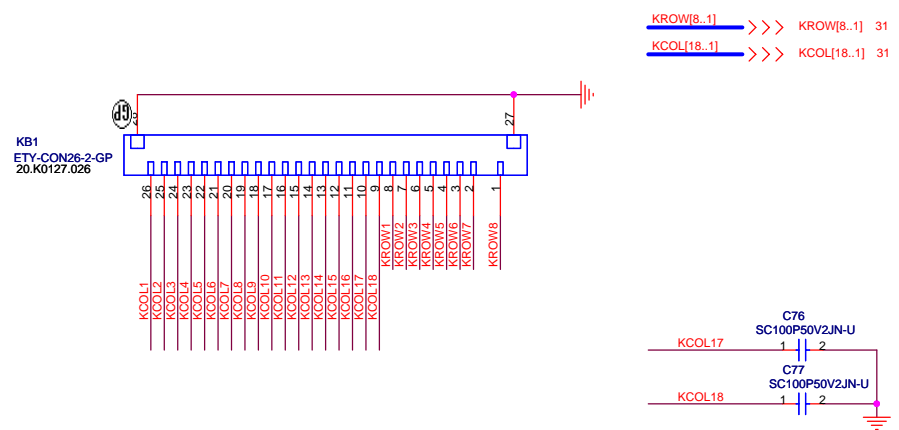 KROW[8..1] KROW[8..1] 31
KCOL[18..1] KCOL[18..1] 31
GP
27
KB1
ETY-CON26-2-GP
20.K0127.026
26 25 24 23 22 21 20 19 18 17 16 15 14 13 12 11 10 9 8 7 6 5 4 3 2 1
KROW1 KROW2 KROW3 KROW4 KROW5 KROW6 KROW7 KROW8
KCOL1 KCOL2 KCOL3 KCOL4 KCOL5 KCOL6 KCOL7 KCOL8 KCOL9 KCOL10 KCOL11 KCOL12 KCOL13 KCOL14 KCOL15 KCOL16 KCOL17 KCOL18
C76
SC100P50V2JN-U
KCOL17 1 2
C77
SC100P50V2JN-U
KCOL18 1 2